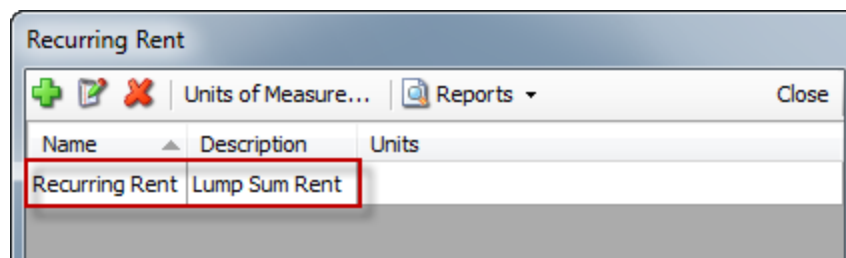 Recurring Rent
Units of Measure... Reports Close
Name Description Units
Recurring Rent Lump Sum Rent